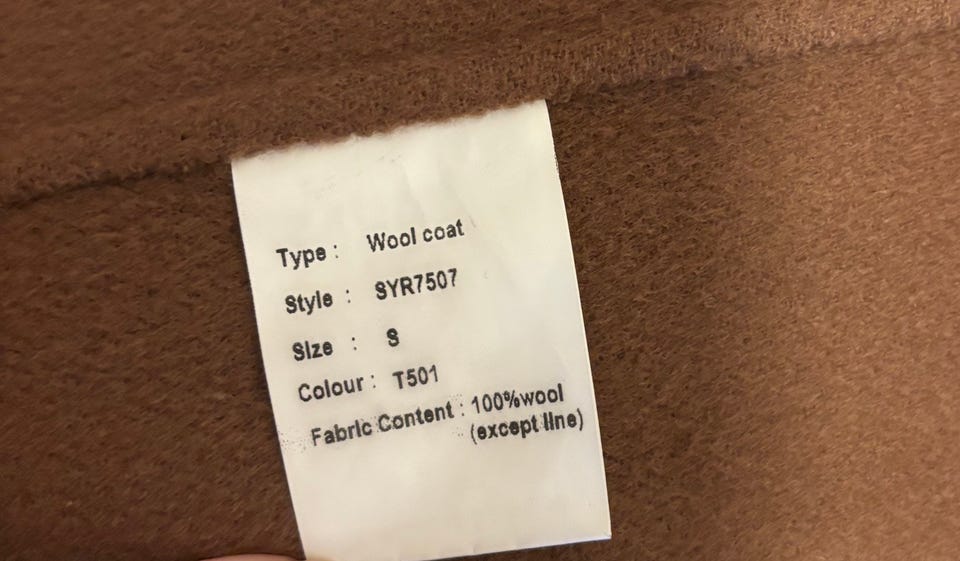 Type : Wool coat
Style : SYR7507
Size : S
Colour : T501
Fabric Content : 100%wool
(except line)